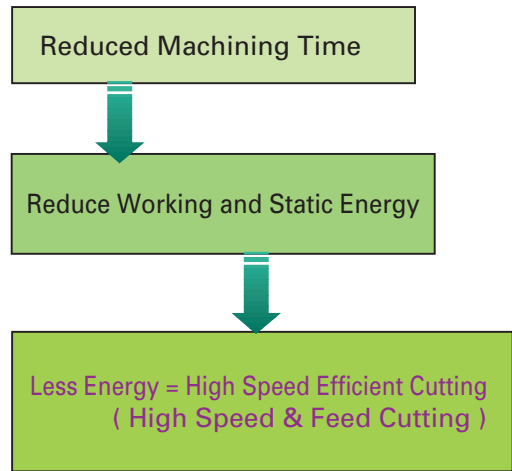 Reduced Machining Time
Reduce Working and Static Energy
Less Energy = High Speed Efficient Cutting
( High Speed & Feed Cutting )